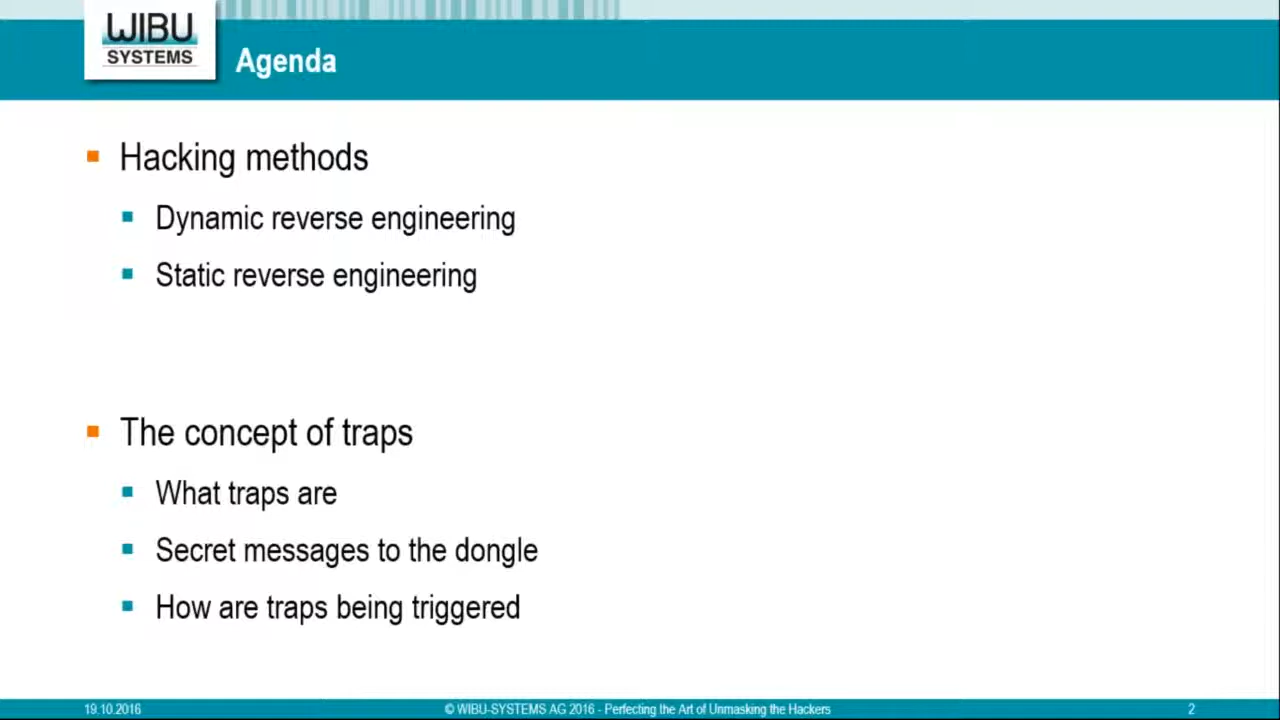 WIBU
SYSTEMS
Agenda
Hacking methods
Dynamic reverse engineering
Static reverse engineering
The concept of traps
What traps are
Secret messages to the dongle
How are traps being triggered
19.10.2016
© WIBU-SYSTEMS AG 2016 - Perfecting the Art of Unmasking the Hackers
2